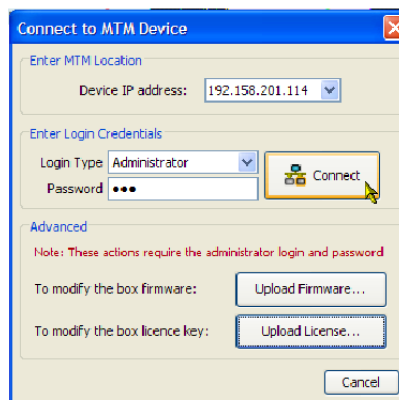 Connect to MTM Device
Enter MTM Location
Device IP address: 192.158.201.114
Enter Login Credentials
Login Type Administrator
Password ●●●
Connect
Advanced
Note: These actions require the administrator login and password
To modify the box firmware: Upload Firmware...
To modify the box licence key: Upload License...
Cancel